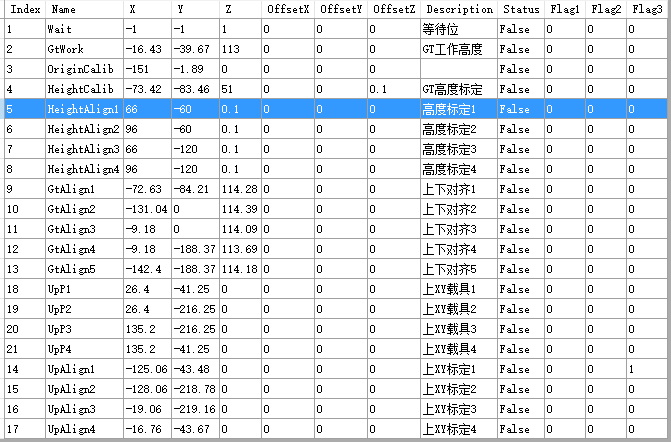 Index Name X Y Z OffsetX OffsetY OffsetZ Description Status Flag1 Flag2 Flag3
1 Wait -1 -1 1 0 0 0 等待位 False 0 0 0
2 GtWork -16.43 -39.67 113 0 0 0 GT工作高度 False 0 0 0
3 OriginCalib -151 -1.89 0 0 0 0 False 0 0 0
4 HeightCalib -73.42 -83.46 51 0 0 0.1 GT高度标定 False 0 0 0
5 HeightAlign1 66 -60 0.1 0 0 0 高度标定1 False 0 0 0
6 HeightAlign2 96 -60 0.1 0 0 0 高度标定2 False 0 0 0
7 HeightAlign3 66 -120 0.1 0 0 0 高度标定3 False 0 0 0
8 HeightAlign4 96 -120 0.1 0 0 0 高度标定4 False 0 0 0
9 GtAlign1 -72.63 -84.21 114.28 0 0 0 上下对齐1 False 0 0 0
10 GtAlign2 -131.04 0 114.39 0 0 0 上下对齐2 False 0 0 0
11 GtAlign3 -9.18 0 114.09 0 0 0 上下对齐3 False 0 0 0
12 GtAlign4 -9.18 -188.37 113.69 0 0 0 上下对齐4 False 0 0 0
13 GtAlign5 -142.4 -188.37 114.18 0 0 0 上下对齐5 False 0 0 0
18 UpP1 26.4 -41.25 0 0 0 0 上XY载具1 False 0 0 0
19 UpP2 26.4 -216.25 0 0 0 0 上XY载具2 False 0 0 0
20 UpP3 135.2 -216.25 0 0 0 0 上XY载具3 False 0 0 0
21 UpP4 135.2 -41.25 0 0 0 0 上XY载具4 False 0 0 0
14 UpAlign1 -125.06 -43.48 0 0 0 0 上XY标定1 False 0 0 1
15 UpAlign2 -128.06 -218.78 0 0 0 0 上XY标定2 False 0 0 0
16 UpAlign3 -19.06 -219.16 0 0 0 0 上XY标定3 False 0 0 0
17 UpAlign4 -16.76 -43.67 0 0 0 0 上XY标定4 False 0 0 0